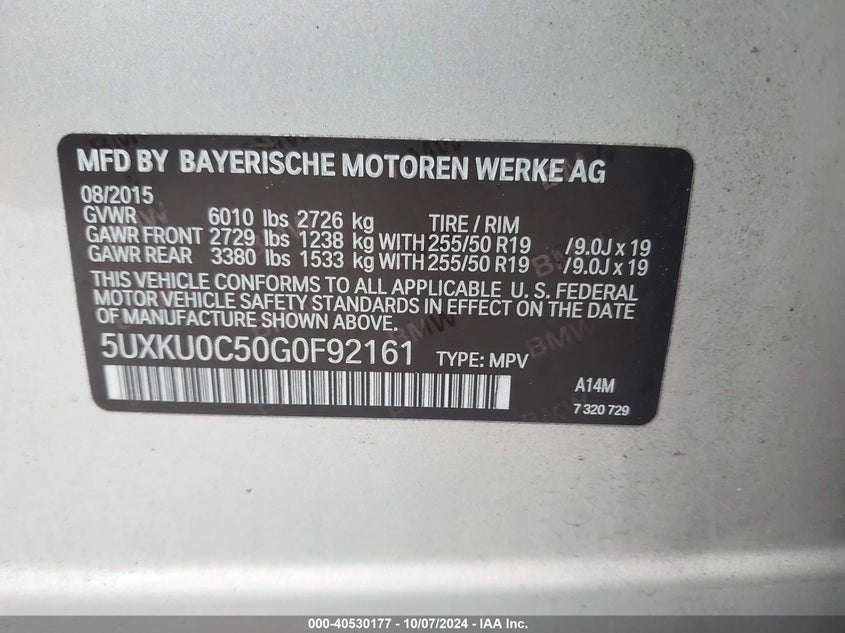 MFD BY BAYERISCHE MOTOREN WERKE AG
08/2015
GVWR 6010 lbs 2726 kg TIRE / RIM
GAWR FRONT 2729 lbs 1238 kg WITH 255/50 R19 /9.0J x 19
GAWR REAR 3380 lbs 1533 kg WITH 255/50 R19 /9.0J x 19
THIS VEHICLE CONFORMS TO ALL APPLICABLE U. S. FEDERAL
MOTOR VEHICLE SAFETY STANDARDS IN EFFECT ON THE DATE
OF MANUFACTURE SHOWN ABOVE.
5UXKU0C50G0F92161 TYPE: MPV
A14M
7 320 729
000-40530177 - 10/07/2024 - IAA Inc.